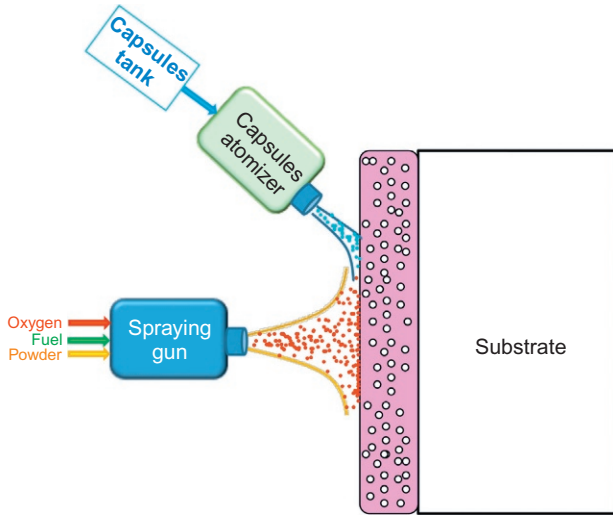 Capsules
tank
Capsules
atomizer
Oxygen
Fuel
Powder
Spraying
gun
Substrate